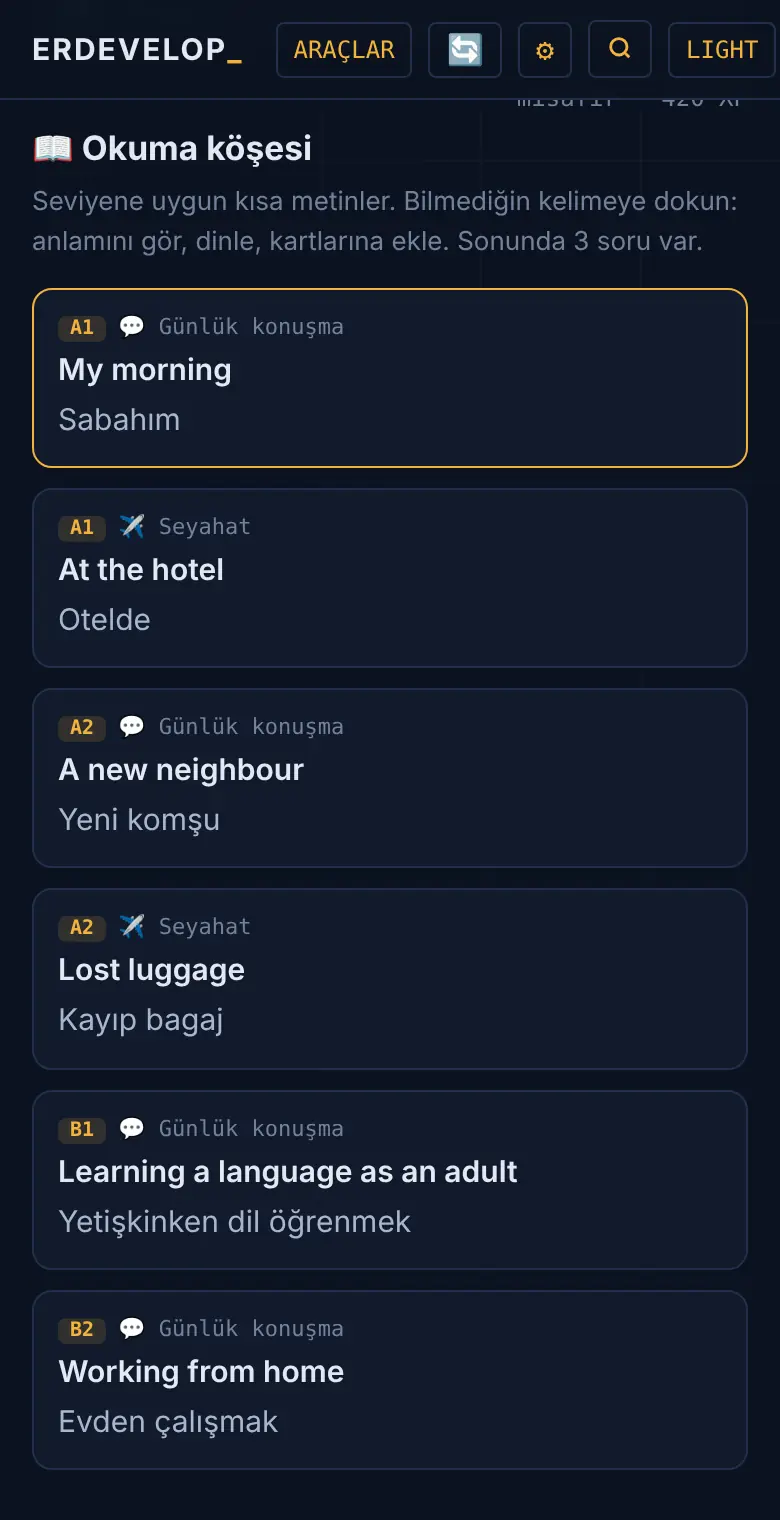 ERDEVELOP_ ARAÇLAR LIGHT
Okuma köşesi
Seviyene uygun kısa metinler. Bilmediğin kelimeye dokun:
anlamını gör, dinle, kartlarına ekle. Sonunda 3 soru var.
A1 Günlük konuşma
My morning
Sabahım
A1 Seyahat
At the hotel
Otelde
A2 Günlük konuşma
A new neighbour
Yeni komşu
A2 Seyahat
Lost luggage
Kayıp bagaj
B1 Günlük konuşma
Learning a language as an adult
Yetişkinken dil öğrenmek
B2 Günlük konuşma
Working from home
Evden çalışmak